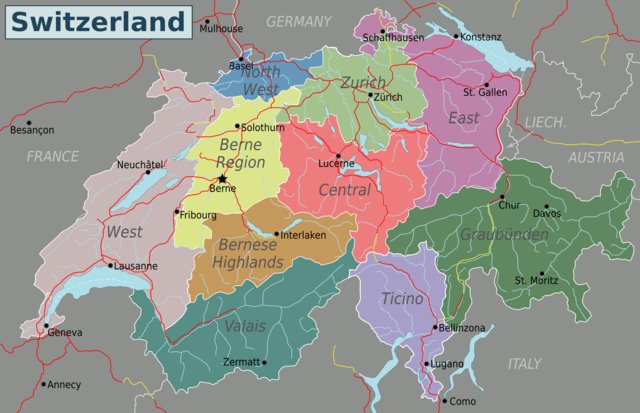 Switzerland
GERMANY
Mulhouse
Schaffhausen
Konstanz
Basel
North
West
Zurich
Zürich
St. Gallen
East
LIECH.
AUSTRIA
Besançon
FRANCE
Solothurn
Berne
Region
Neuchâtel
Berne
Lucerne
Central
Fribourg
West
Interlaken
Bernese
Highlands
Chur
Davos
Graubünden
St. Moritz
Lausanne
Geneva
Valais
Zermatt
Ticino
Bellinzona
Lugano
ITALY
Annecy
Como